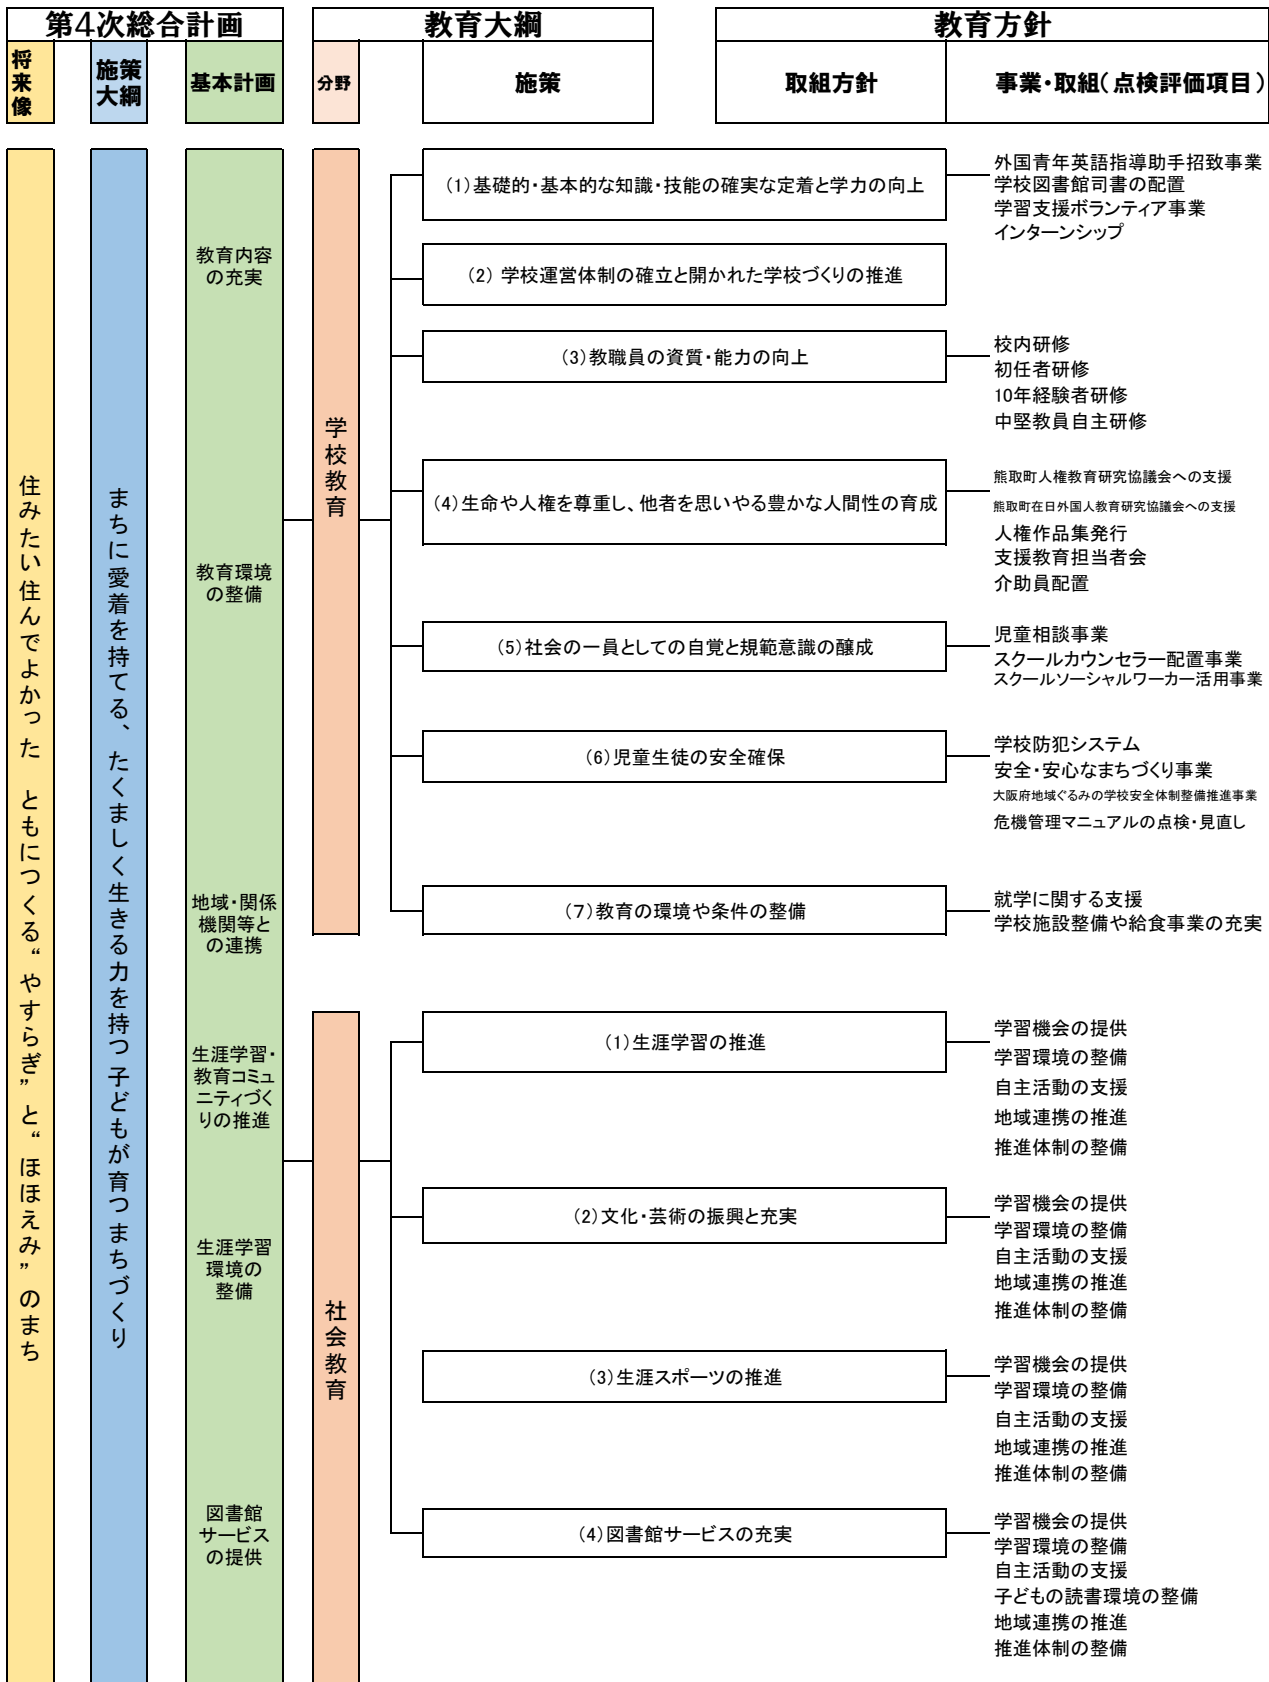 第4次総合計画
教育大綱
教育方針
将来像
施策
大綱
基本計画
分野
施策
取組方針
事業・取組(点検評価項目)
住みたい住んでよかった ともにつくる“やすらぎ”と“ほほえみ”のまち
まちに愛着を持てる、たくましく生きる力を持つ子どもが育つまちづくり
教育内容
の充実
教育環境
の整備
地域・関係
機関等と
の連携
生涯学習・
教育コミュ
ニティづく
りの推進
生涯学習
環境の
整備
図書館
サービス
の提供
学校教育
(1)基礎的・基本的な知識・技能の確実な定着と学力の向上
外国青年英語指導助手招致事業
学校図書館司書の配置
学習支援ボランティア事業
インターンシップ
(2) 学校運営体制の確立と開かれた学校づくりの推進
(3)教職員の資質・能力の向上
校内研修
初任者研修
10年経験者研修
中堅教員自主研修
(4)生命や人権を尊重し、他者を思いやる豊かな人間性の育成
熊取町人権教育研究協議会への支援
熊取町在日外国人教育研究協議会への支援
人権作品集発行
支援教育担当者会
介助員配置
(5)社会の一員としての自覚と規範意識の醸成
児童相談事業
スクールカウンセラー配置事業
スクールソーシャルワーカー活用事業
(6)児童生徒の安全確保
学校防犯システム
安全・安心なまちづくり事業
大阪府地域ぐるみの学校安全体制整備推進事業
危機管理マニュアルの点検・見直し
(7)教育の環境や条件の整備
就学に関する支援
学校施設整備や給食事業の充実
社会教育
(1)生涯学習の推進
学習機会の提供
学習環境の整備
自主活動の支援
地域連携の推進
推進体制の整備
(2)文化・芸術の振興と充実
学習機会の提供
学習環境の整備
自主活動の支援
地域連携の推進
推進体制の整備
(3)生涯スポーツの推進
学習機会の提供
学習環境の整備
自主活動の支援
地域連携の推進
推進体制の整備
(4)図書館サービスの充実
学習機会の提供
学習環境の整備
自主活動の支援
子どもの読書環境の整備
地域連携の推進
推進体制の整備